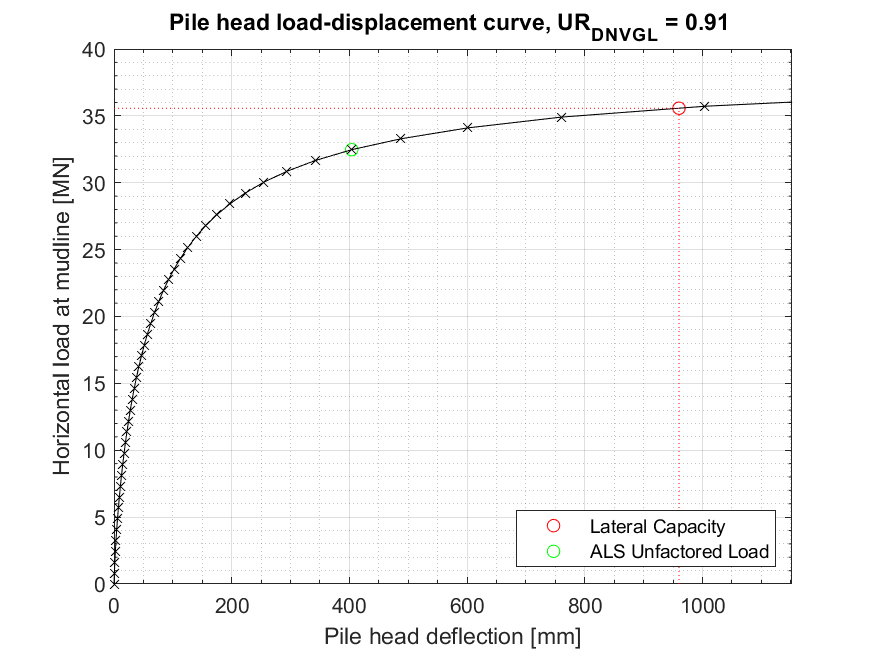 Pile head load-displacement curve, UR_DNVGL = 0.91
40
35
30
25
20
15
10
5
0
Horizontal load at mudline [MN]
Lateral Capacity
ALS Unfactored Load
0 200 400 600 800 1000
Pile head deflection [mm]